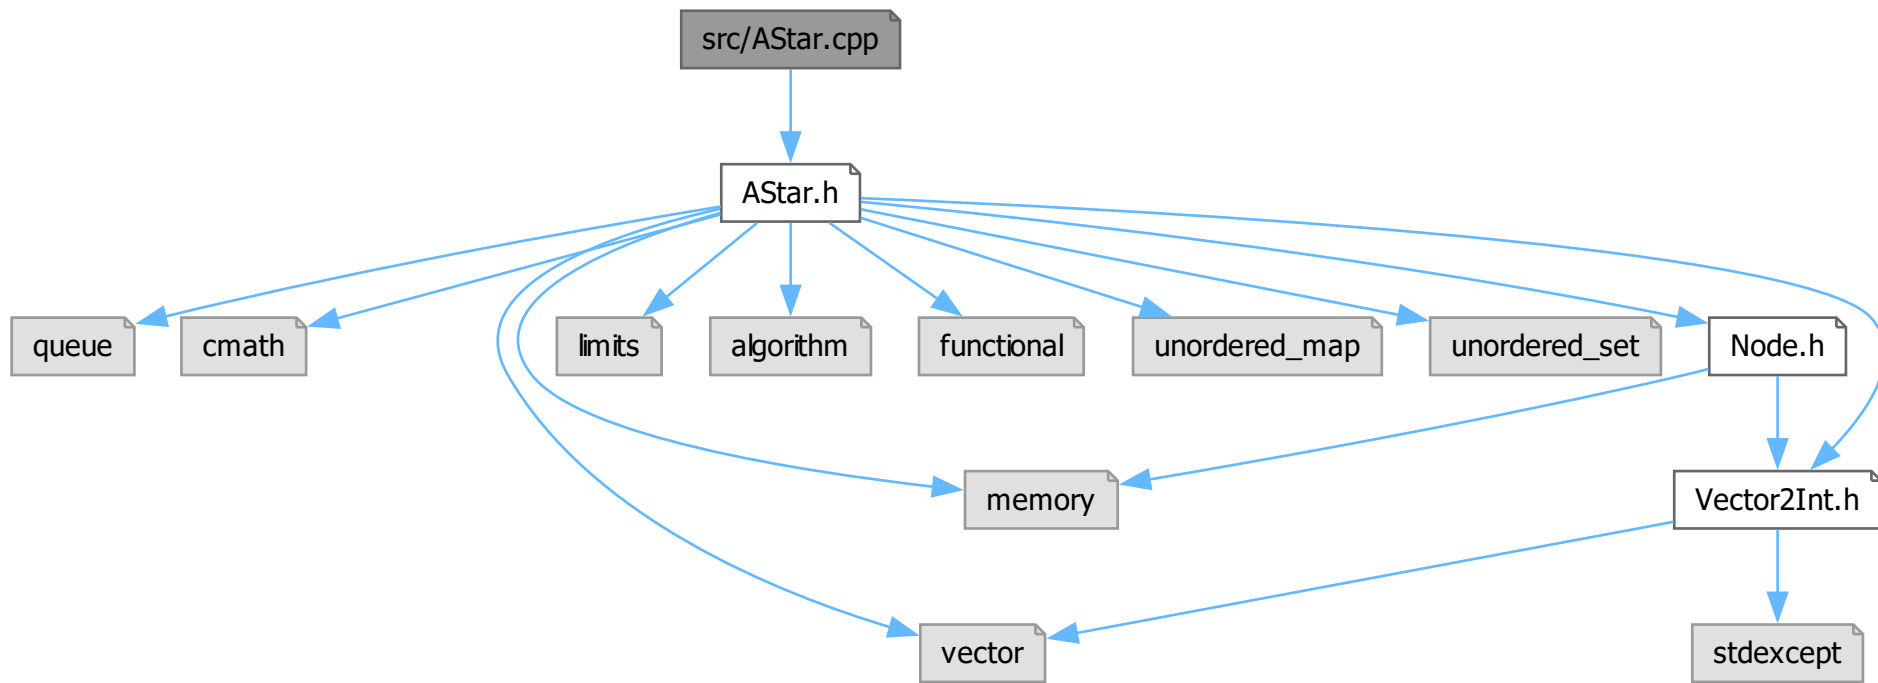 src/AStar.cpp
AStar.h
queue
cmath
limits
algorithm
functional
unordered_map
unordered_set
Node.h
memory
Vector2Int.h
vector
stdexcept